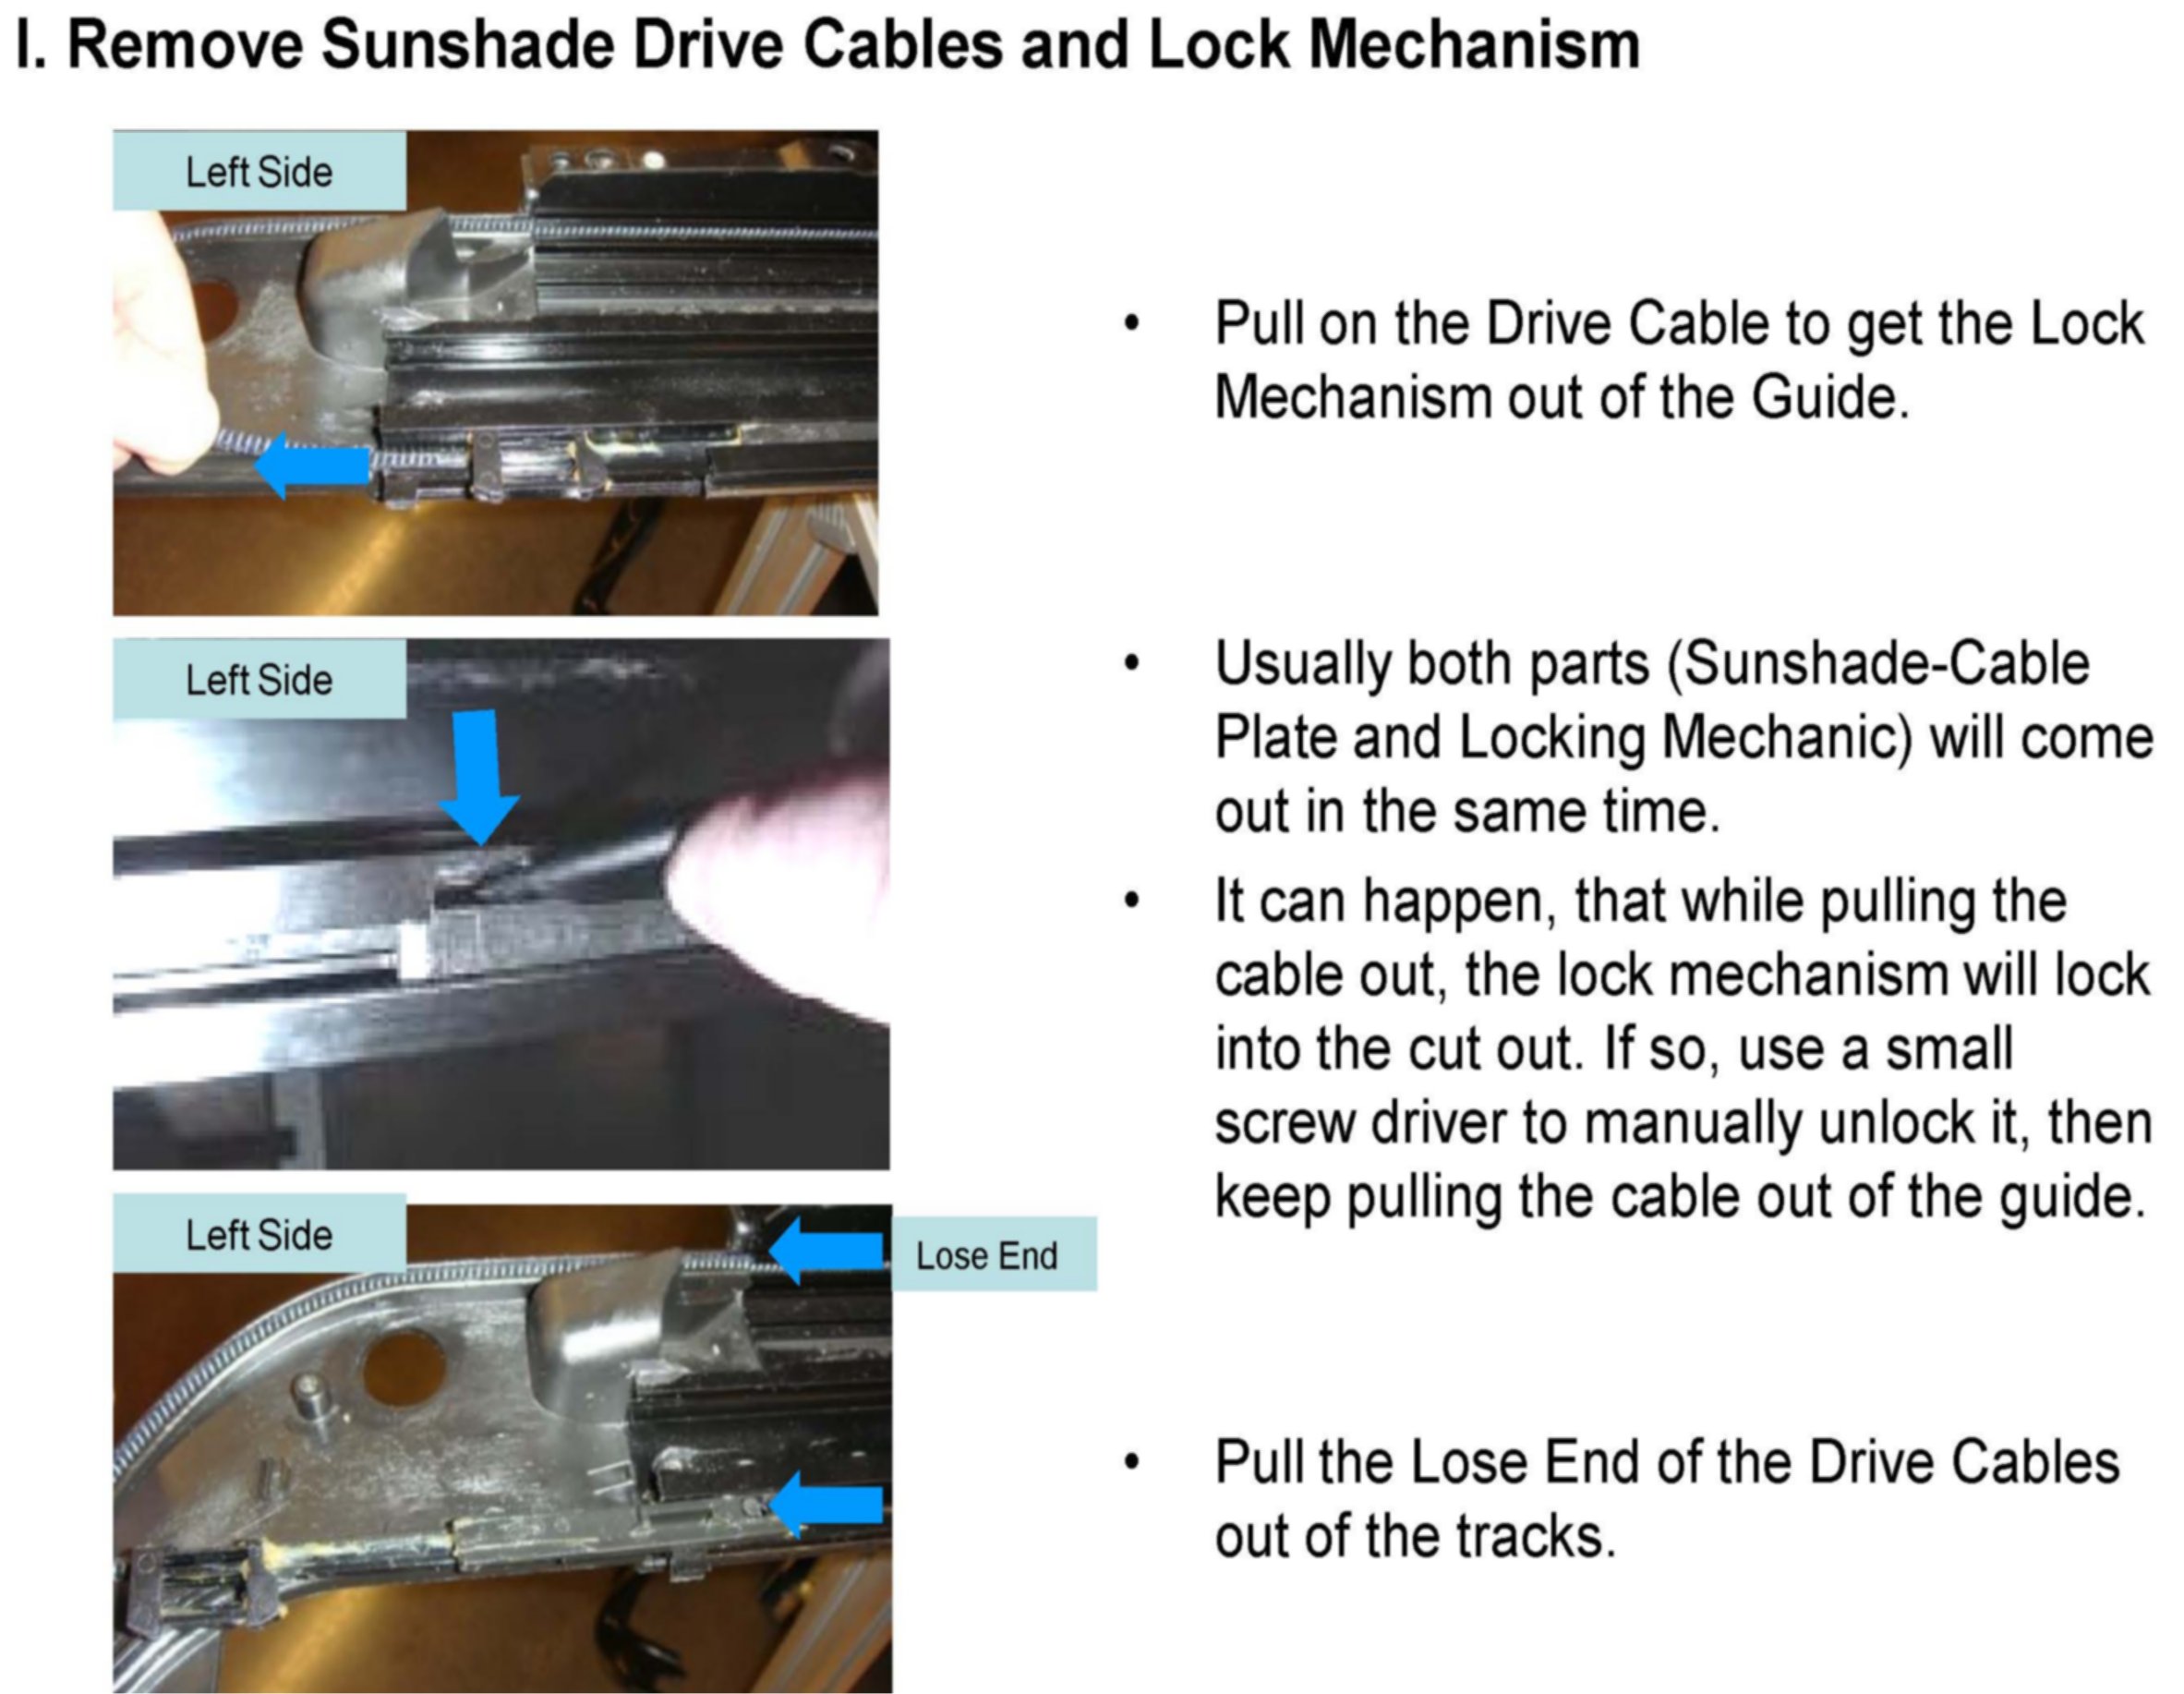 I. Remove Sunshade Drive Cables and Lock Mechanism
Left Side
• Pull on the Drive Cable to get the Lock
Mechanism out of the Guide.
Left Side
• Usually both parts (Sunshade-Cable
Plate and Locking Mechanic) will come
out in the same time.
• It can happen, that while pulling the
cable out, the lock mechanism will lock
into the cut out. If so, use a small
screw driver to manually unlock it, then
keep pulling the cable out of the guide.
Left Side
Lose End
• Pull the Lose End of the Drive Cables
out of the tracks.